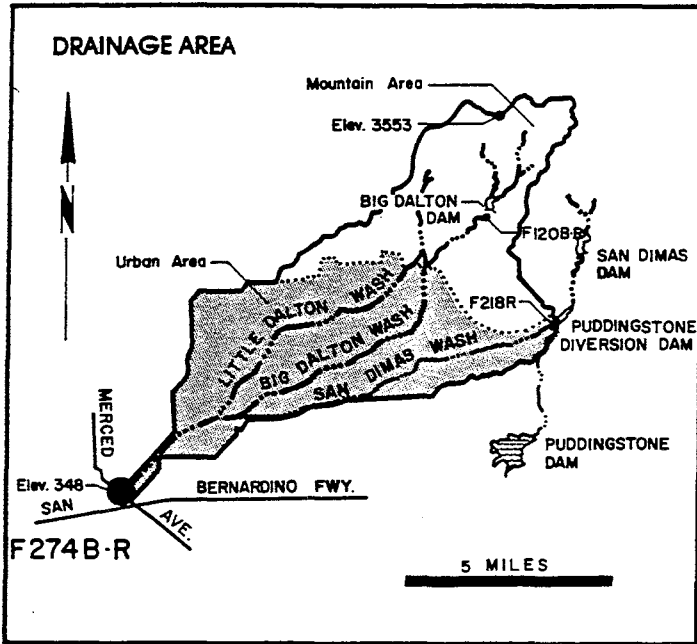 DRAINAGE AREA
Mountain Area
Elev. 3553
N
BIG DALTON
DAM
F120B-R
SAN DIMAS
DAM
Urban Area
LITTLE DALTON WASH
F218R
BIG DALTON WASH
SAN DIMAS WASH
PUDDINGSTONE
DIVERSION DAM
MERCED
PUDDINGSTONE
DAM
Elev. 348
SAN
BERNARDINO FWY.
AVE.
F274B-R
5 MILES